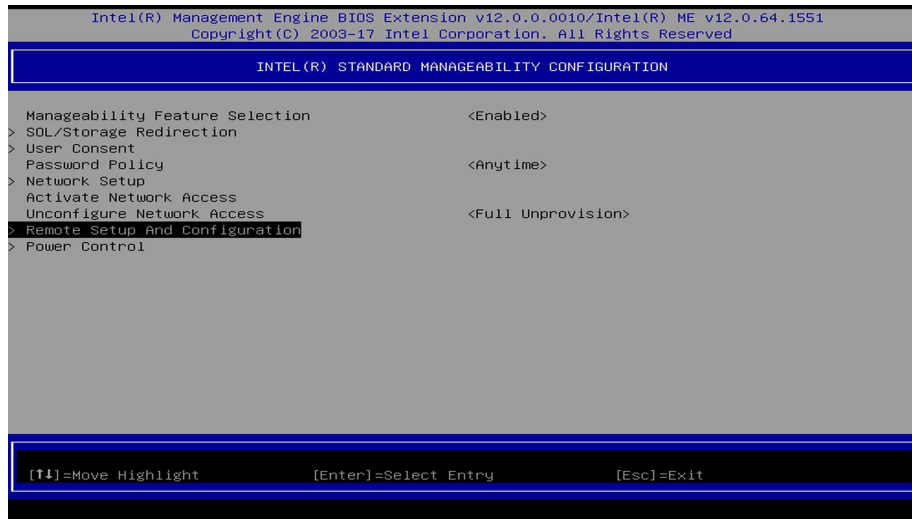 Intel(R) Management Engine BIOS Extension v12.0.0.0010/Intel(R) ME v12.0.64.1551
Copyright(C) 2003-17 Intel Corporation. All Rights Reserved
INTEL(R) STANDARD MANAGEABILITY CONFIGURATION
Manageability Feature Selection <Enabled>
> SOL/Storage Redirection
> User Consent
Password Policy <Anytime>
> Network Setup
Activate Network Access
Unconfigure Network Access <Full Unprovision>
> Remote Setup And Configuration
> Power Control
[↑↓]=Move Highlight [Enter]=Select Entry [Esc]=Exit